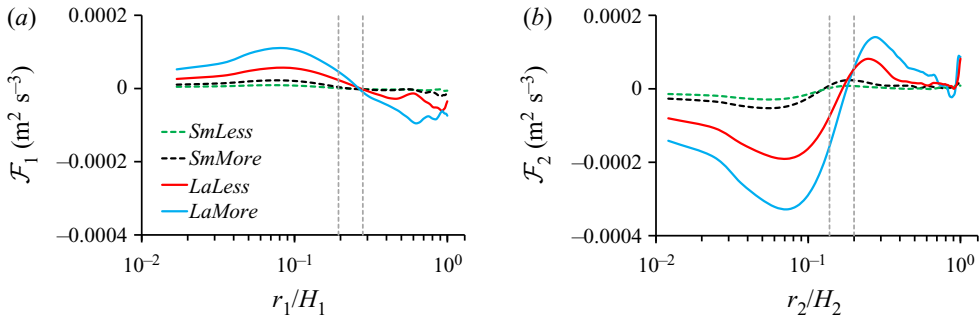 (a)
0.0002
0
−0.0002
−0.0004
ℱ₁ (m² s⁻³)
SmLess
SmMore
LaLess
LaMore
10⁻² 10⁻¹ 10⁰
r₁/H₁
(b)
0.0002
0
−0.0002
−0.0004
ℱ₂ (m² s⁻³)
10⁻² 10⁻¹ 10⁰
r₂/H₂